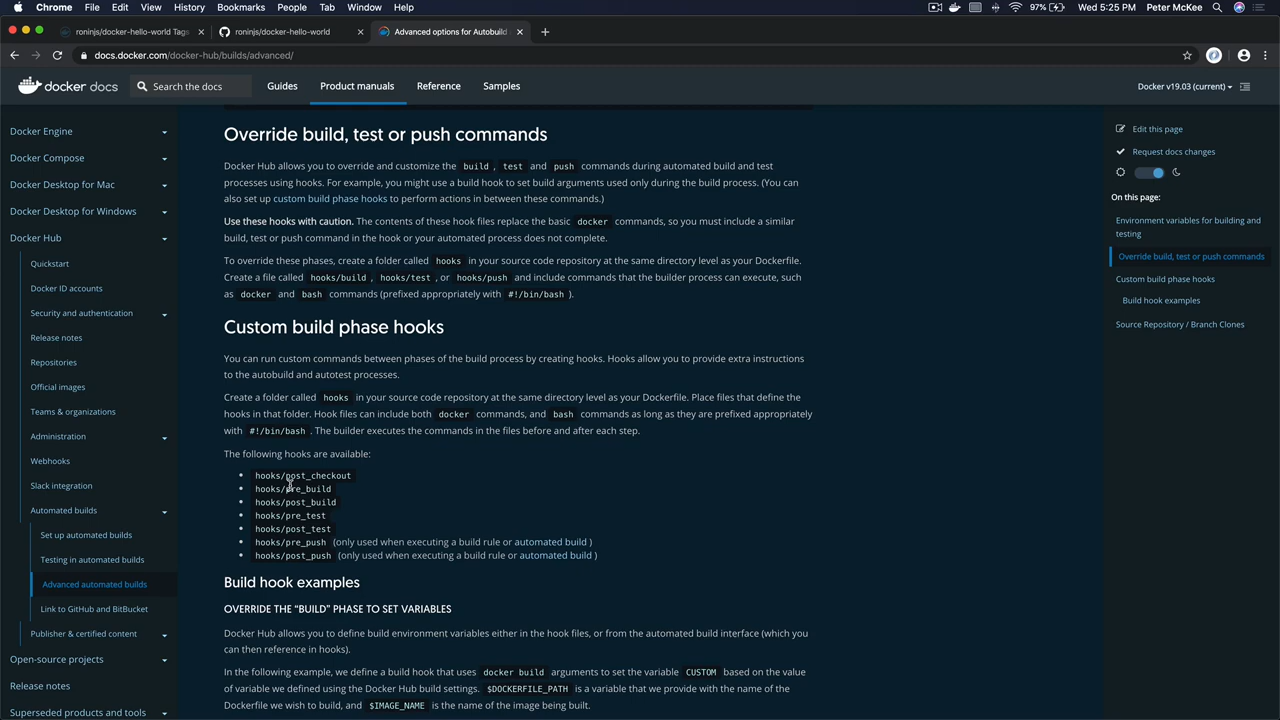 Chrome File Edit View History Bookmarks People Tab Window Help 97% Wed 5:25 PM Peter McKee
roninjs/docker-hello-world Tags × roninjs/docker-hello-world × Advanced options for Autobuild × +
docs.docker.com/docker-hub/builds/advanced/
docker docs Search the docs Guides Product manuals Reference Samples Docker v19.03 (current)
Docker Engine
Docker Compose
Docker Desktop for Mac
Docker Desktop for Windows
Docker Hub
Quickstart
Docker ID accounts
Security and authentication
Release notes
Repositories
Official images
Teams & organizations
Administration
Webhooks
Slack integration
Automated builds
Set up automated builds
Testing in automated builds
Advanced automated builds
Link to GitHub and BitBucket
Publisher & certified content
Open-source projects
Release notes
Superseded products and tools
Override build, test or push commands
Docker Hub allows you to override and customize the build , test and push commands during automated build and test
processes using hooks. For example, you might use a build hook to set build arguments used only during the build process. (You can
also set up custom build phase hooks to perform actions in between these commands.)
Use these hooks with caution. The contents of these hook files replace the basic docker commands, so you must include a similar
build, test or push command in the hook or your automated process does not complete.
To override these phases, create a folder called hooks in your source code repository at the same directory level as your Dockerfile.
Create a file called hooks/build , hooks/test , or hooks/push and include commands that the builder process can execute, such
as docker and bash commands (prefixed appropriately with #!/bin/bash ).
Custom build phase hooks
You can run custom commands between phases of the build process by creating hooks. Hooks allow you to provide extra instructions
to the autobuild and autotest processes.
Create a folder called hooks in your source code repository at the same directory level as your Dockerfile. Place files that define the
hooks in that folder. Hook files can include both docker commands, and bash commands as long as they are prefixed appropriately
with #!/bin/bash . The builder executes the commands in the files before and after each step.
The following hooks are available:
• hooks/post_checkout
• hooks/pre_build
• hooks/post_build
• hooks/pre_test
• hooks/post_test
• hooks/pre_push (only used when executing a build rule or automated build )
• hooks/post_push (only used when executing a build rule or automated build )
Build hook examples
OVERRIDE THE “BUILD” PHASE TO SET VARIABLES
Docker Hub allows you to define build environment variables either in the hook files, or from the automated build interface (which you
can then reference in hooks).
In the following example, we define a build hook that uses docker build arguments to set the variable CUSTOM based on the value
of variable we defined using the Docker Hub build settings. $DOCKERFILE_PATH is a variable that we provide with the name of the
Dockerfile we wish to build, and $IMAGE_NAME is the name of the image being built.
Edit this page
Request docs changes
On this page:
Environment variables for building and
testing
Override build, test or push commands
Custom build phase hooks
Build hook examples
Source Repository / Branch Clones